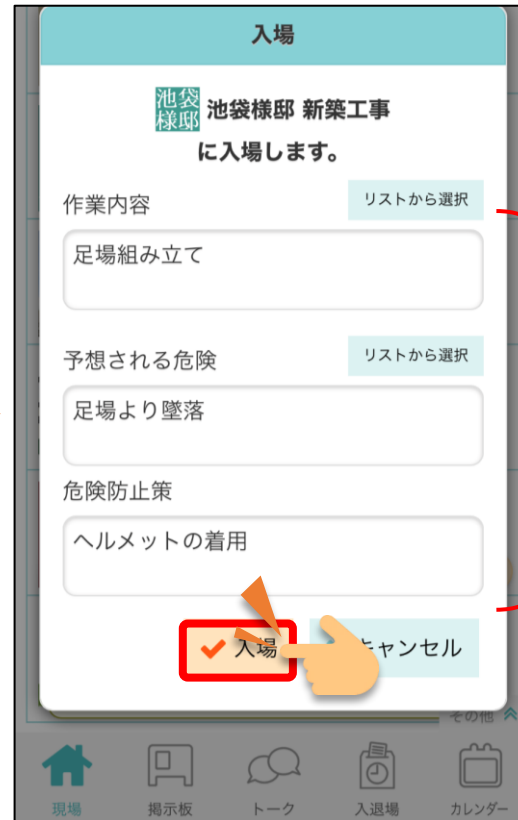 入場
池袋
様邸
池袋様邸 新築工事
に入場します。
作業内容
リストから選択
足場組み立て
予想される危険
リストから選択
足場より墜落
危険防止策
ヘルメットの着用
入場
キャンセル
その他
現場
掲示板
トーク
入退場
カレンダー